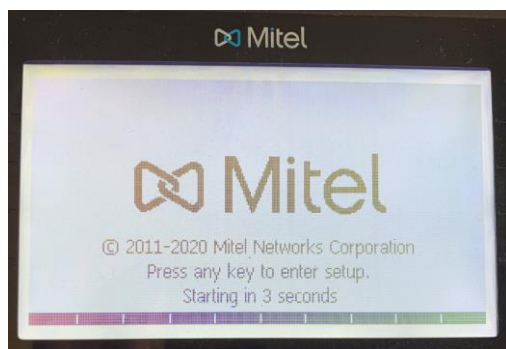 Mitel
Mitel
© 2011-2020 Mitel Networks Corporation
Press any key to enter setup.
Starting in 3 seconds